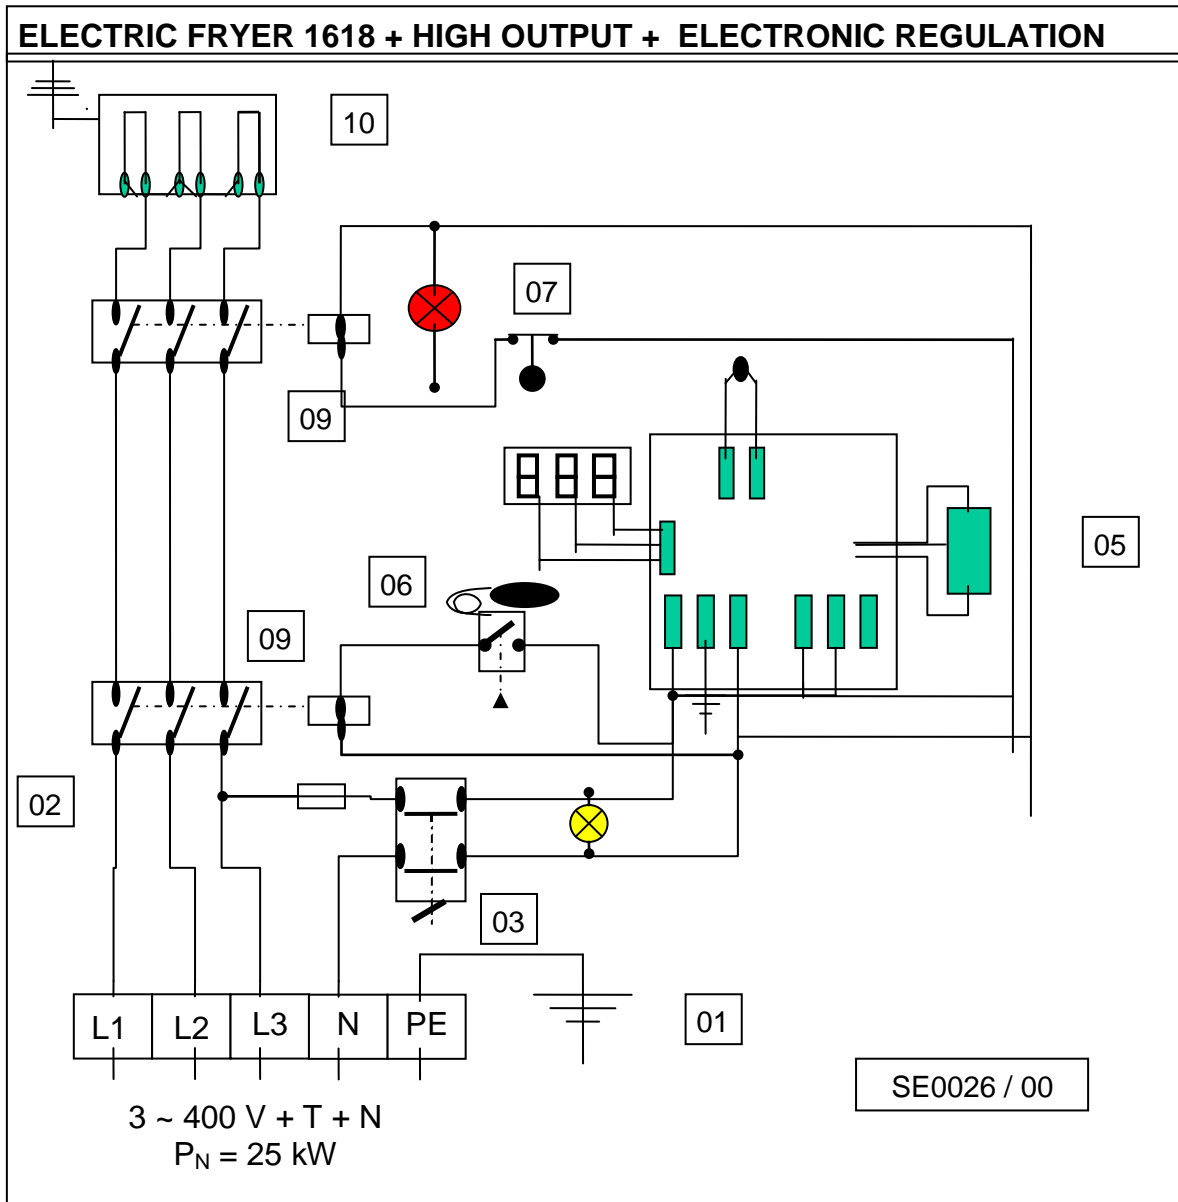 ELECTRIC FRYER 1618 + HIGH OUTPUT + ELECTRONIC REGULATION
10
07
09
05
06
09
02
03
L1 L2 L3 N PE
01
SE0026 / 00
3 ~ 400 V + T + N
PN = 25 kW